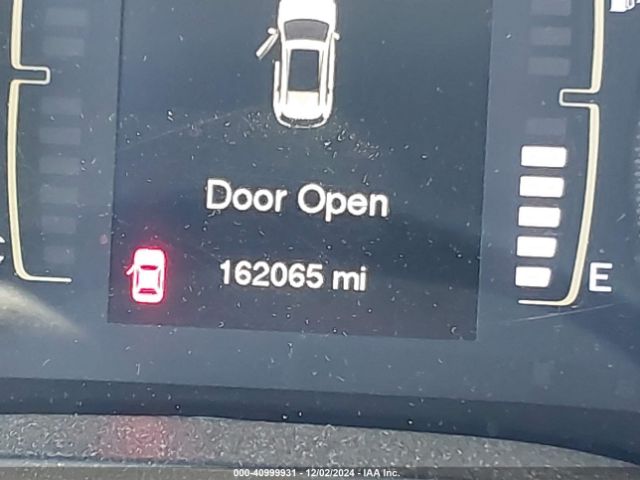 Door Open
162065 mi
E
000-40999931 - 12/02/2024 - IAA Inc.